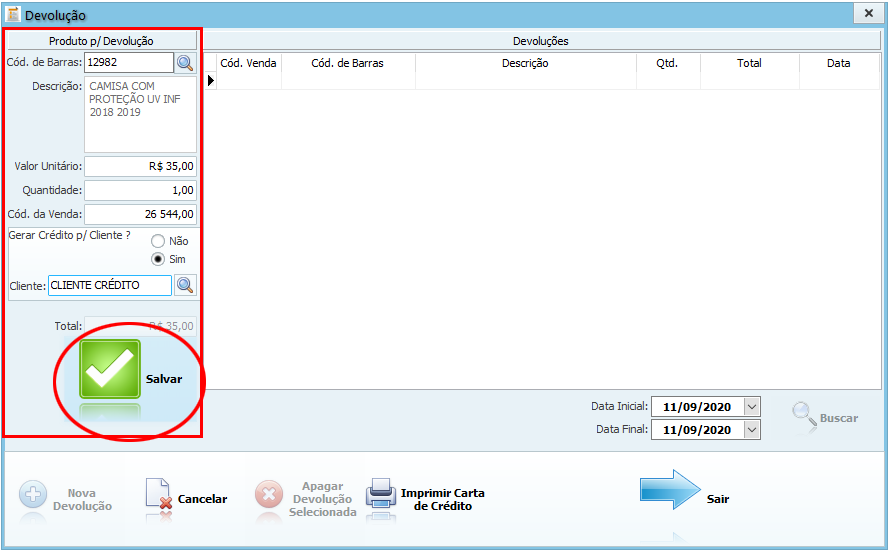 Devolução
Produto p/ Devolução
Cód. de Barras: 12982
Descrição: CAMISA COM
PROTEÇÃO UV INF
2018 2019
Valor Unitário: R$ 35,00
Quantidade: 1,00
Cód. da Venda: 26 544,00
Gerar Crédito p/ Cliente ?
Não
Sim
Cliente: CLIENTE CRÉDITO
Total: R$ 35,00
Salvar
Devoluções
Cód. Venda Cód. de Barras Descrição Qtd. Total Data
Data Inicial: 11/09/2020
Data Final: 11/09/2020
Buscar
Nova
Devolução
Cancelar
Apagar
Devolução
Selecionada
Imprimir Carta
de Crédito
Sair